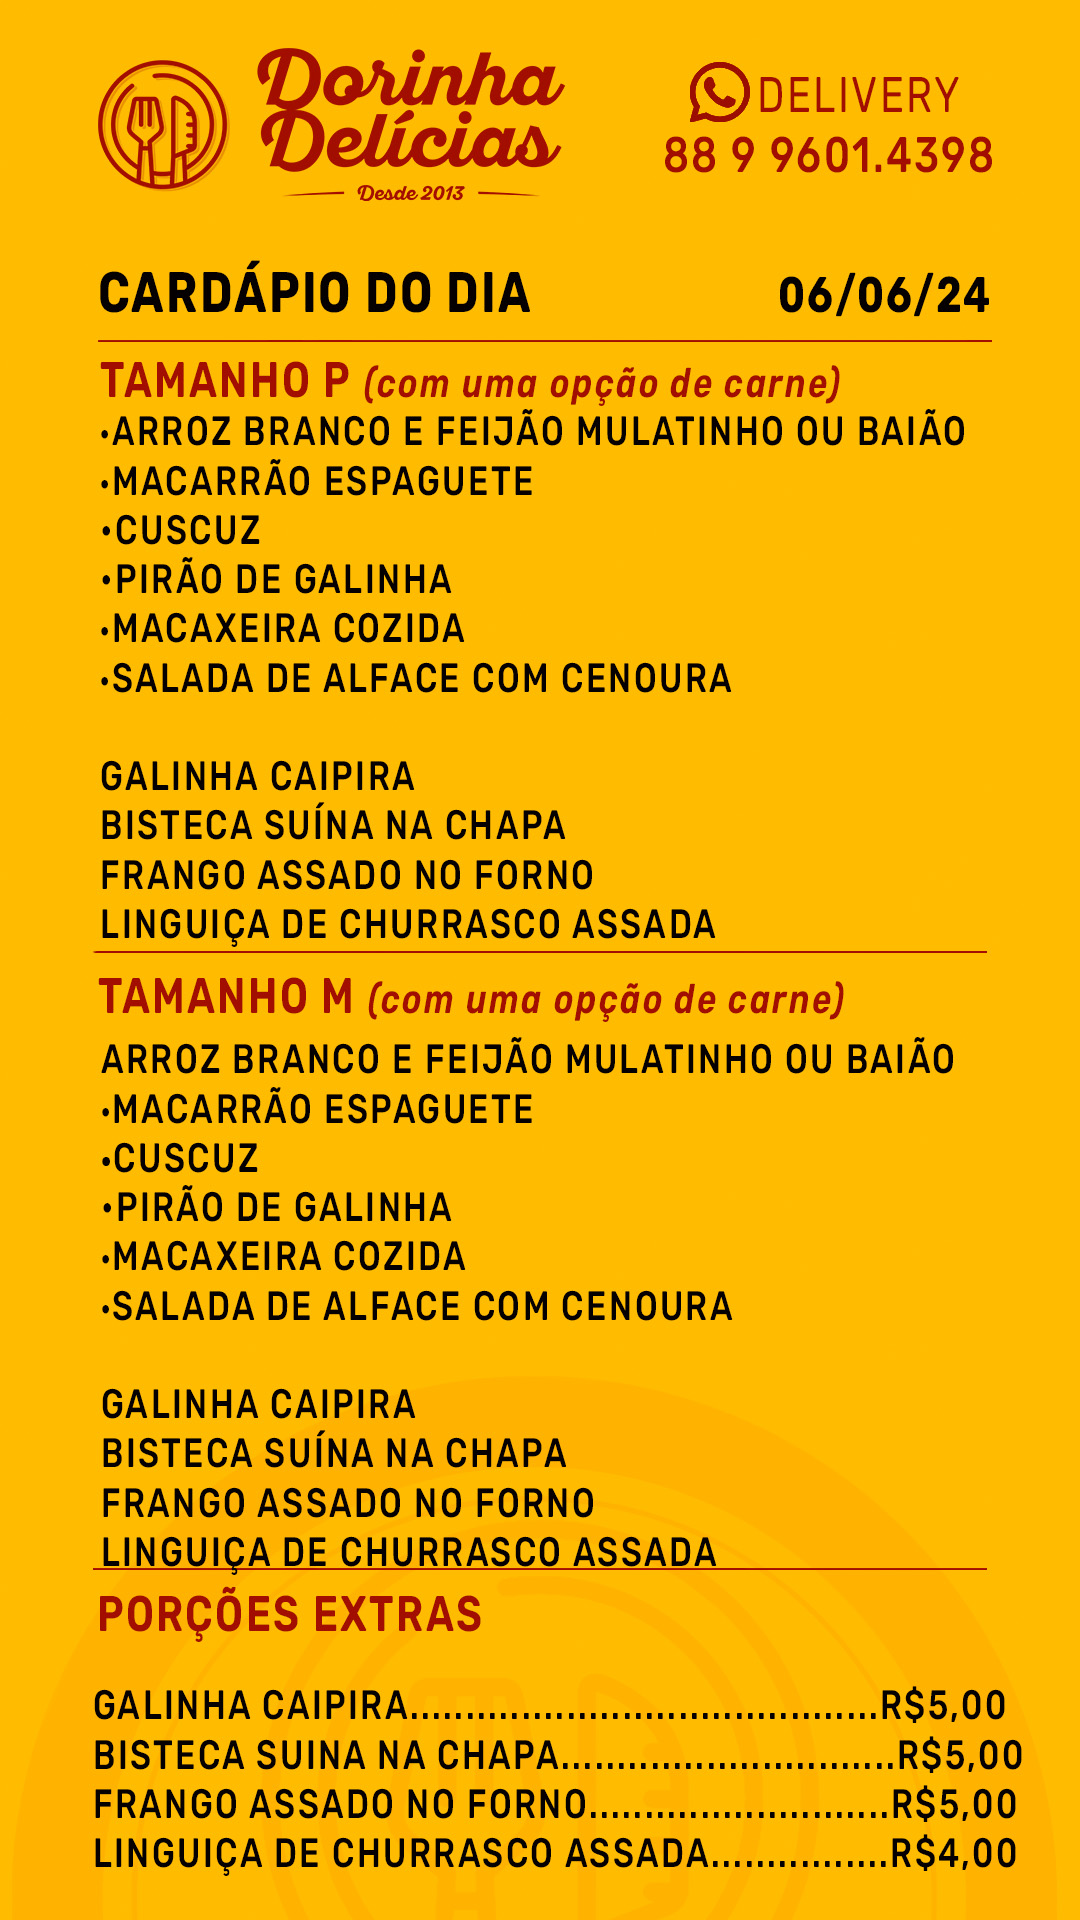 Dorinha
Delícias
Desde 2013
DELIVERY
88 9 9601.4398
CARDÁPIO DO DIA 06/06/24
TAMANHO P (com uma opção de carne)
•ARROZ BRANCO E FEIJÃO MULATINHO OU BAIÃO
•MACARRÃO ESPAGUETE
•CUSCUZ
•PIRÃO DE GALINHA
•MACAXEIRA COZIDA
•SALADA DE ALFACE COM CENOURA
GALINHA CAIPIRA
BISTECA SUÍNA NA CHAPA
FRANGO ASSADO NO FORNO
LINGUIÇA DE CHURRASCO ASSADA
TAMANHO M (com uma opção de carne)
ARROZ BRANCO E FEIJÃO MULATINHO OU BAIÃO
•MACARRÃO ESPAGUETE
•CUSCUZ
•PIRÃO DE GALINHA
•MACAXEIRA COZIDA
•SALADA DE ALFACE COM CENOURA
GALINHA CAIPIRA
BISTECA SUÍNA NA CHAPA
FRANGO ASSADO NO FORNO
LINGUIÇA DE CHURRASCO ASSADA
PORÇÕES EXTRAS
GALINHA CAIPIRA..........................................R$5,00
BISTECA SUINA NA CHAPA..............................R$5,00
FRANGO ASSADO NO FORNO...........................R$5,00
LINGUIÇA DE CHURRASCO ASSADA................R$4,00